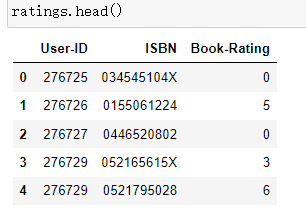 ratings.head()
User-ID ISBN Book-Rating
0 276725 034545104X 0
1 276726 0155061224 5
2 276727 0446520802 0
3 276729 052165615X 3
4 276729 0521795028 6